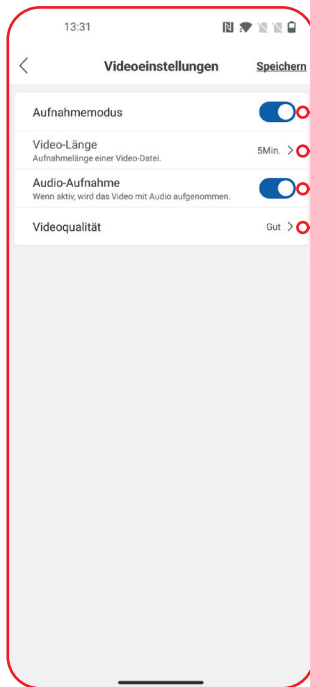 13:31
Videoeinstellungen Speichern
Aufnahmemodus
Video-Länge
Aufnahmelänge einer Video-Datei.
5Min.
Audio-Aufnahme
Wenn aktiv, wird das Video mit Audio aufgenommen.
Videoqualität Gut